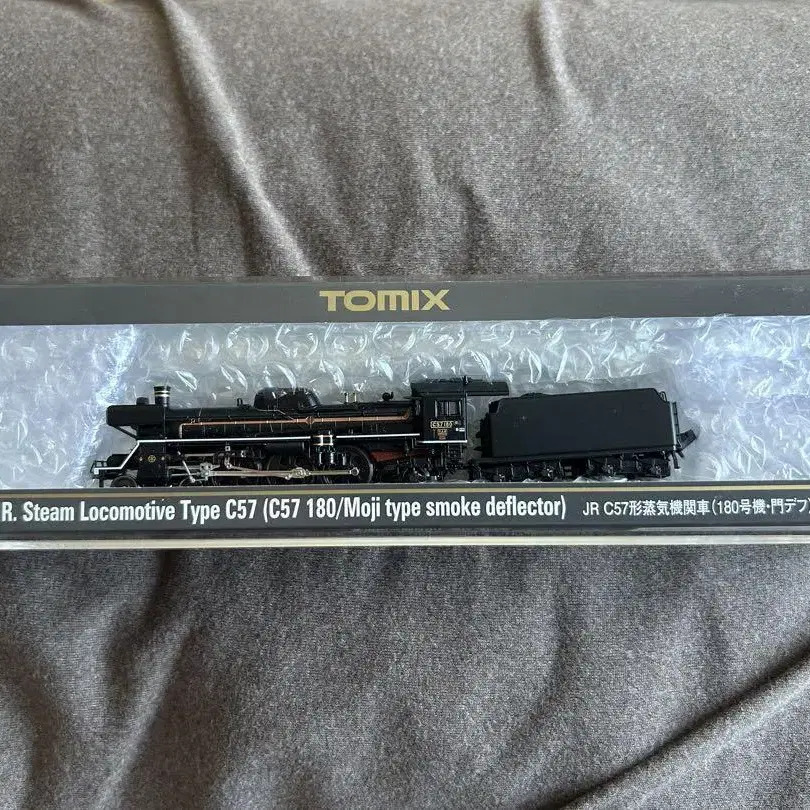 TOMIX
C57180
R. Steam Locomotive Type C57 (C57 180/Moji type smoke deflector) JR C57形蒸気機関車(180号機・門デフ)